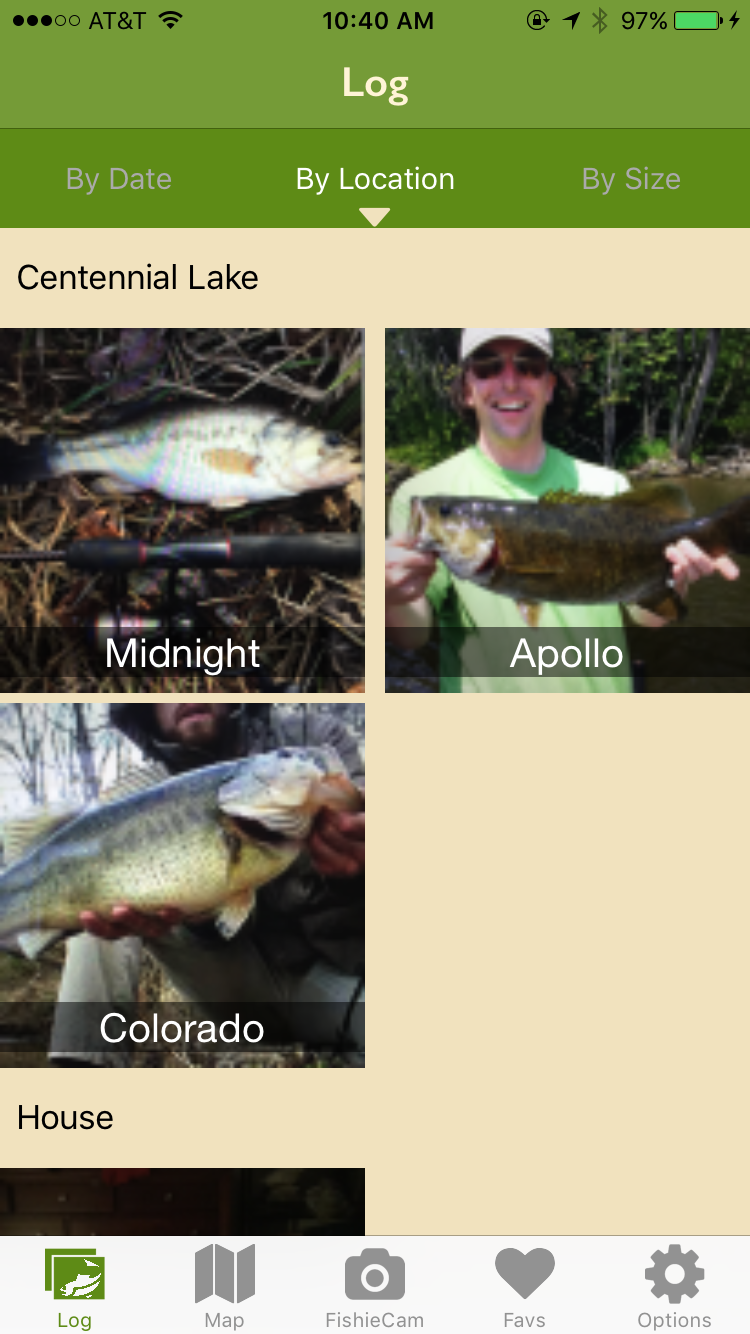 AT&T 10:40 AM 97%
Log
By Date By Location By Size
Centennial Lake
Midnight Apollo
Colorado
House
Log Map FishieCam Favs Options